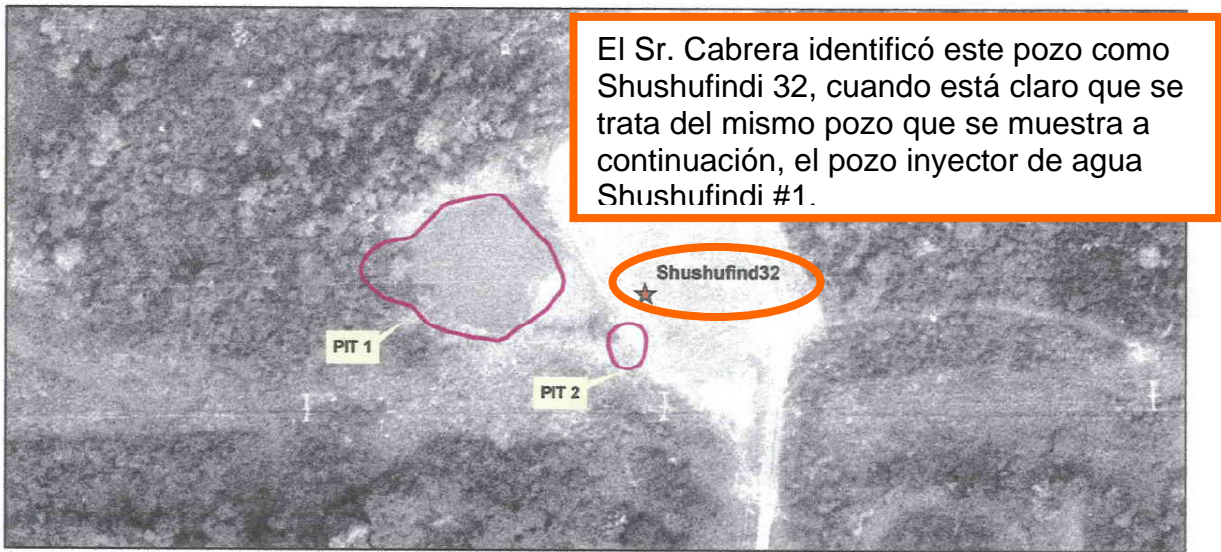 El Sr. Cabrera identificó este pozo como
Shushufindi 32, cuando está claro que se
trata del mismo pozo que se muestra a
continuación, el pozo inyector de agua
Shushufindi #1.
Shushufind32
PIT 1
PIT 2